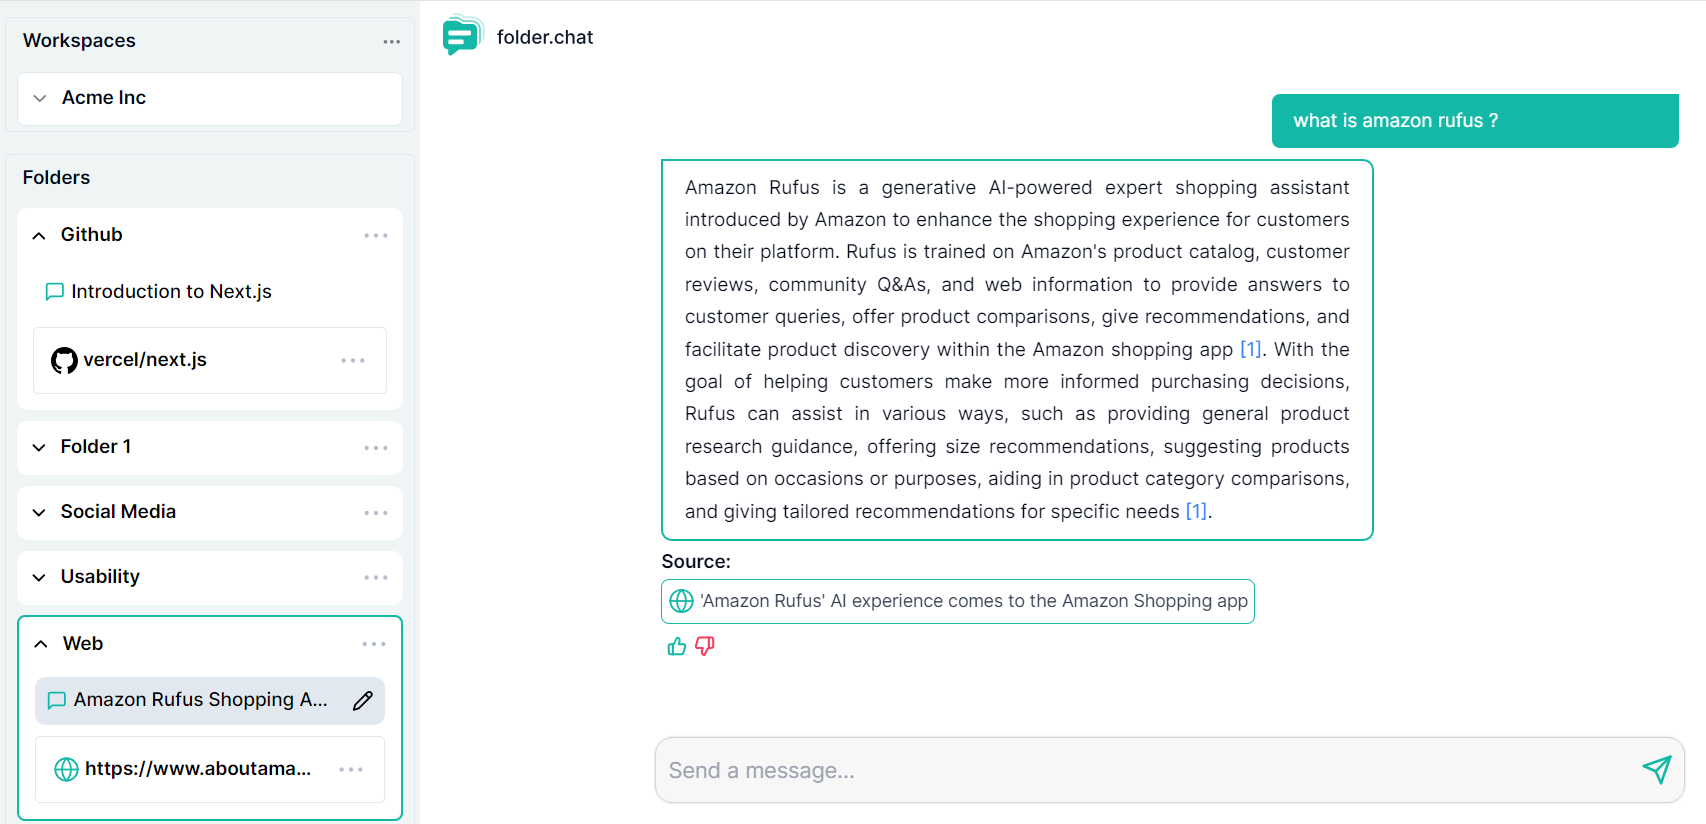 Workspaces
Acme Inc
Folders
Github
Introduction to Next.js
vercel/next.js
Folder 1
Social Media
Usability
Web
Amazon Rufus Shopping A...
https://www.aboutama...
folder.chat
what is amazon rufus ?
Amazon Rufus is a generative AI-powered expert shopping assistant
introduced by Amazon to enhance the shopping experience for customers
on their platform. Rufus is trained on Amazon's product catalog, customer
reviews, community Q&As, and web information to provide answers to
customer queries, offer product comparisons, give recommendations, and
facilitate product discovery within the Amazon shopping app [1]. With the
goal of helping customers make more informed purchasing decisions,
Rufus can assist in various ways, such as providing general product
research guidance, offering size recommendations, suggesting products
based on occasions or purposes, aiding in product category comparisons,
and giving tailored recommendations for specific needs [1].
Source:
'Amazon Rufus' AI experience comes to the Amazon Shopping app
Send a message...